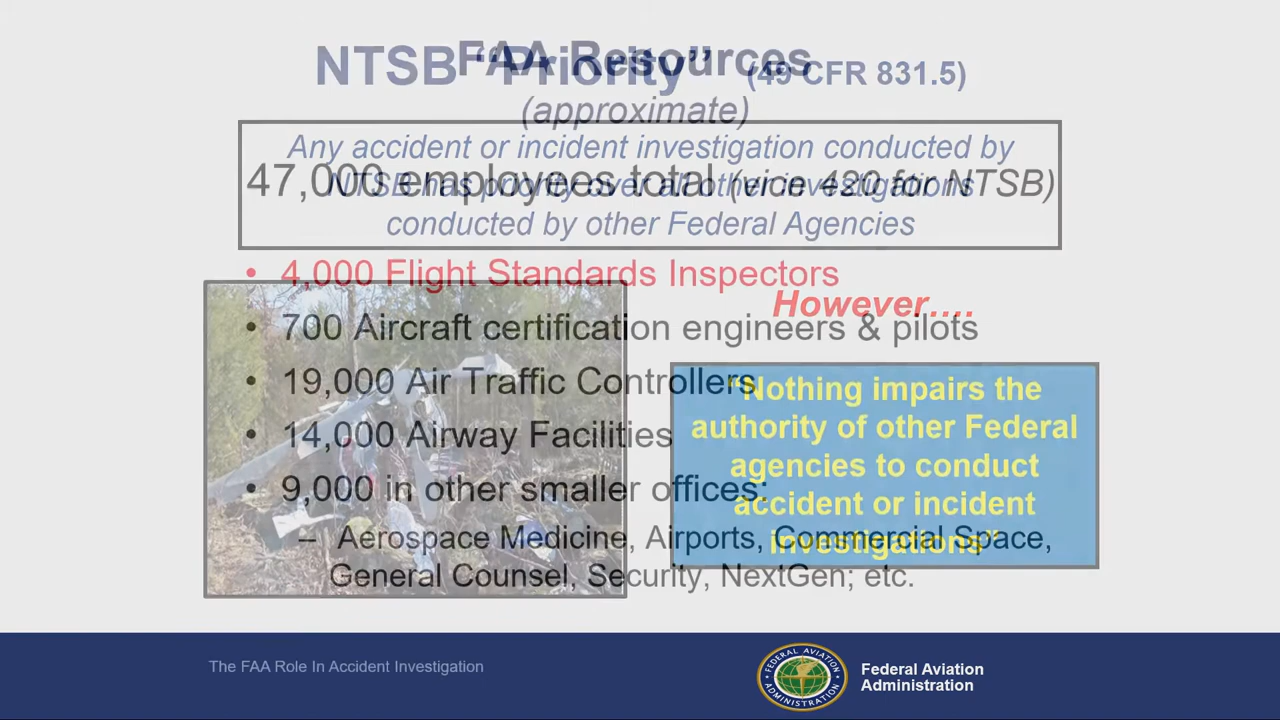 NTSB “Priority” (49 CFR 831.5)
Any accident or incident investigation conducted by
NTSB has priority over all other investigations
conducted by other Federal Agencies
However….
“Nothing impairs the
authority of other Federal
agencies to conduct
accident or incident
investigations”
FAA Resources
(approximate)
47,000 employees total (vice 420 for NTSB)
• 4,000 Flight Standards Inspectors
• 700 Aircraft certification engineers & pilots
• 19,000 Air Traffic Controllers
• 14,000 Airway Facilities
• 9,000 in other smaller offices:
– Aerospace Medicine, Airports, Commercial Space,
General Counsel, Security, NextGen; etc.
The FAA Role In Accident Investigation
FEDERAL AVIATION
ADMINISTRATION
Federal Aviation
Administration